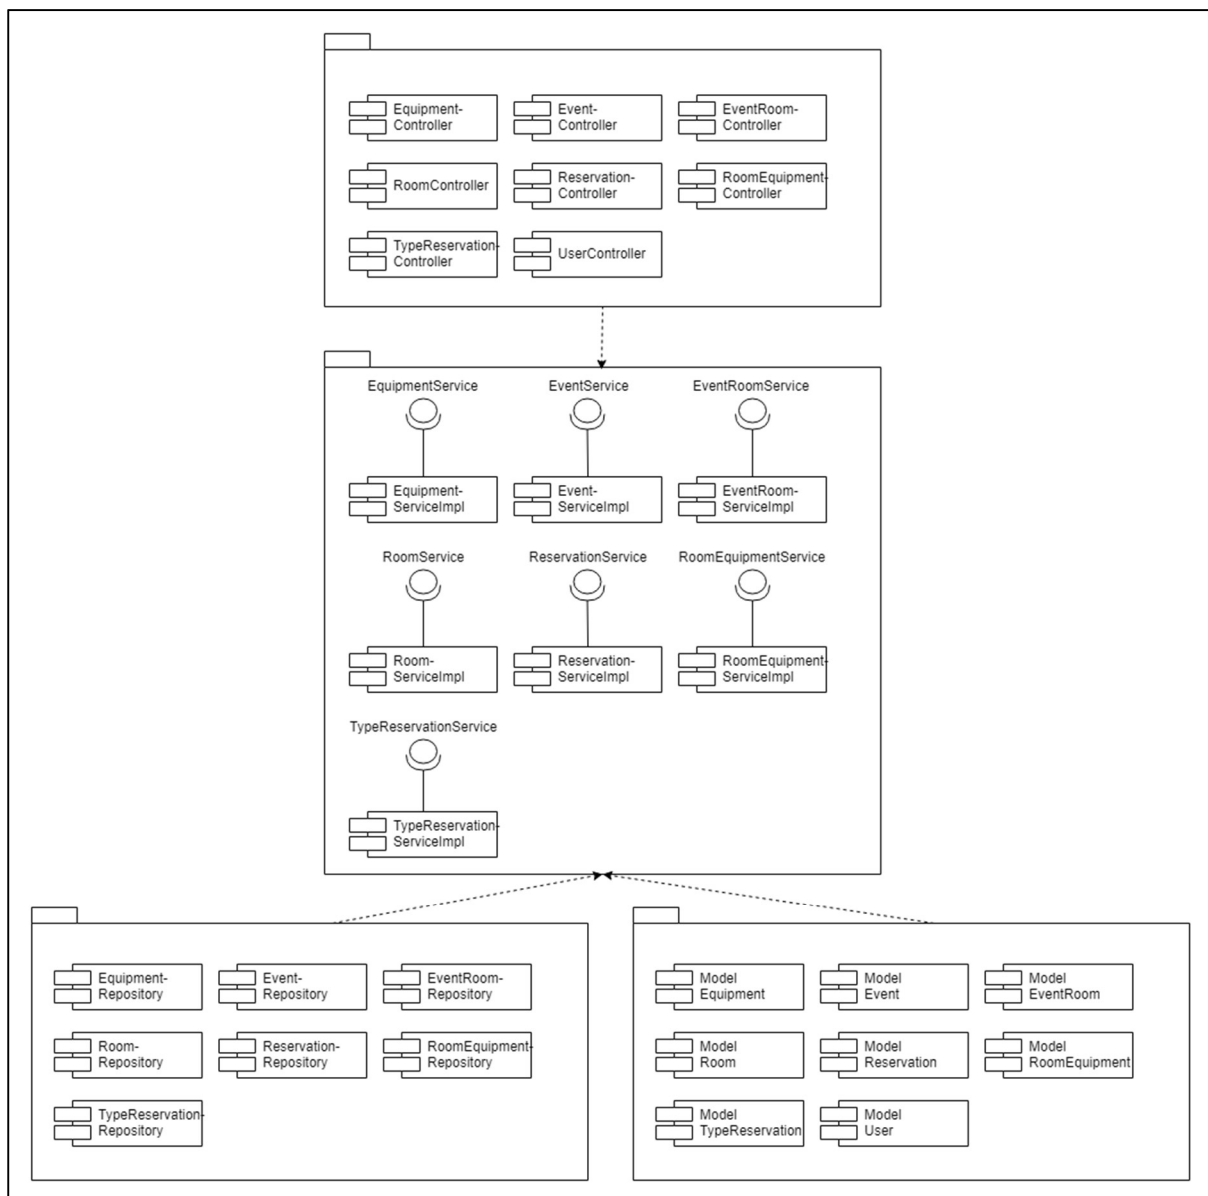 Equipment-
Controller
Event-
Controller
EventRoom-
Controller
RoomController
Reservation-
Controller
RoomEquipment-
Controller
TypeReservation-
Controller
UserController
EquipmentService
EventService
EventRoomService
Equipment-
ServiceImpl
Event-
ServiceImpl
EventRoom-
ServiceImpl
RoomService
ReservationService
RoomEquipmentService
Room-
ServiceImpl
Reservation-
ServiceImpl
RoomEquipment-
ServiceImpl
TypeReservationService
TypeReservation-
ServiceImpl
Equipment-
Repository
Event-
Repository
EventRoom-
Repository
Room-
Repository
Reservation-
Repository
RoomEquipment-
Repository
TypeReservation-
Repository
Model
Equipment
Model
Event
Model
EventRoom
Model
Room
Model
Reservation
Model
RoomEquipment
Model
TypeReservation
Model
User